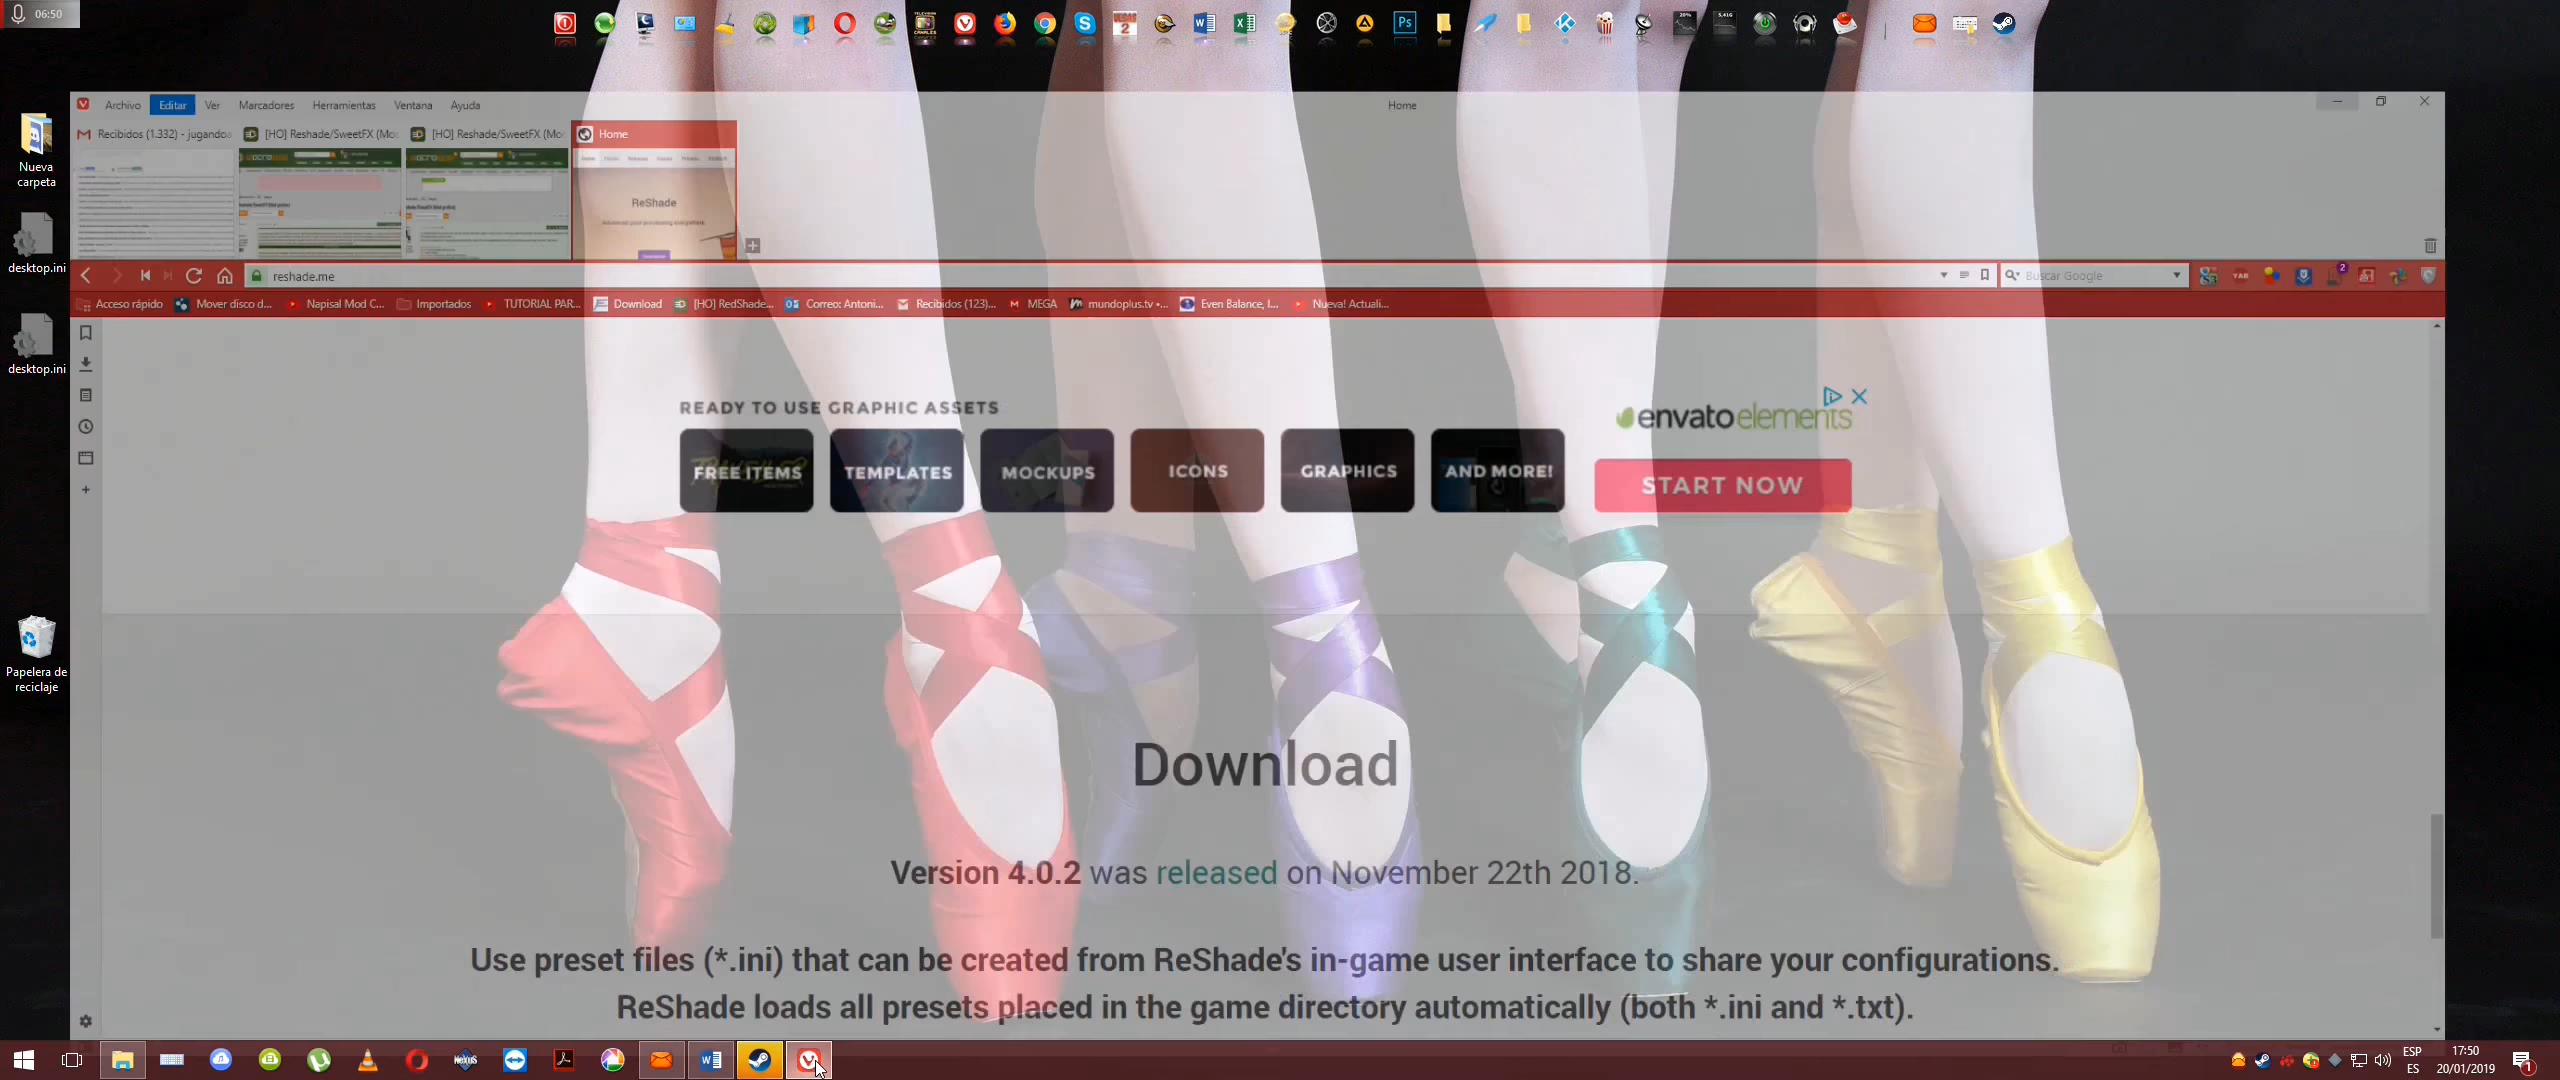 06:50
Nueva
carpeta
desktop.ini
desktop.ini
Papelera de
reciclaje
Archivo Editar Ver Marcadores Herramientas Ventana Ayuda
Home
Recibidos (1.332) - jugandoa
[HO] Reshade/SweetFX (Mo
[HO] Reshade/SweetFX (Mo
Home
ReShade
reshade.me
Buscar Google
Acceso rápido Mover disco d... Napisal Mod C... Importados TUTORIAL PAR... Download [HO] RedShade... Correo: Antoni... Recibidos (123)... MEGA mundoplus.tv •... Even Balance, I... Nueva! Actuali...
READY TO USE GRAPHIC ASSETS
envatoelements
FREE ITEMS
TEMPLATES
MOCKUPS
ICONS
GRAPHICS
AND MORE!
START NOW
Download
Version 4.0.2 was released on November 22th 2018.
Use preset files (*.ini) that can be created from ReShade's in-game user interface to share your configurations.
ReShade loads all presets placed in the game directory automatically (both *.ini and *.txt).
ESP
ES
17:50
20/01/2019